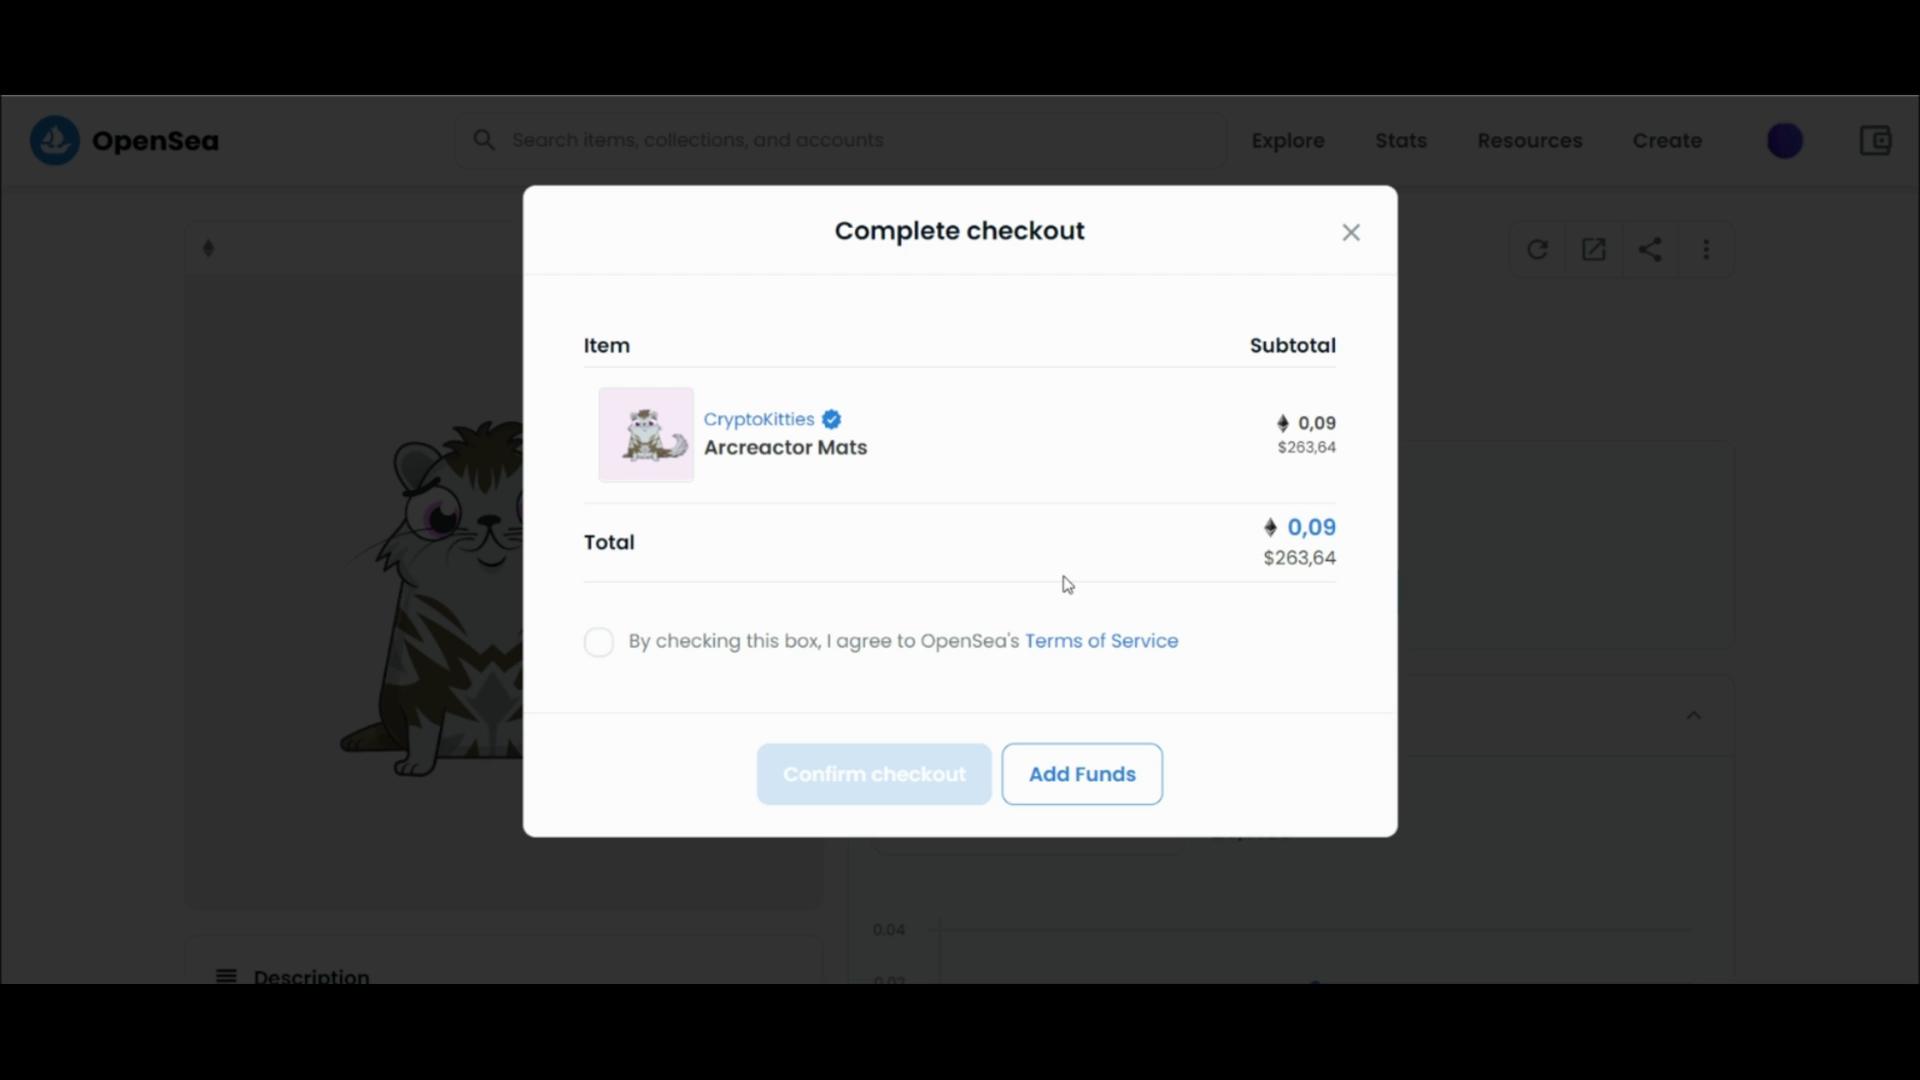 OpenSea
Search items, collections, and accounts
Explore
Stats
Resources
Create
Complete checkout
Item
Subtotal
CryptoKitties
Arcreactor Mats
0,09
$263,64
Total
0,09
$263,64
By checking this box, I agree to OpenSea's Terms of Service
Confirm checkout
Add Funds
0.04
Description